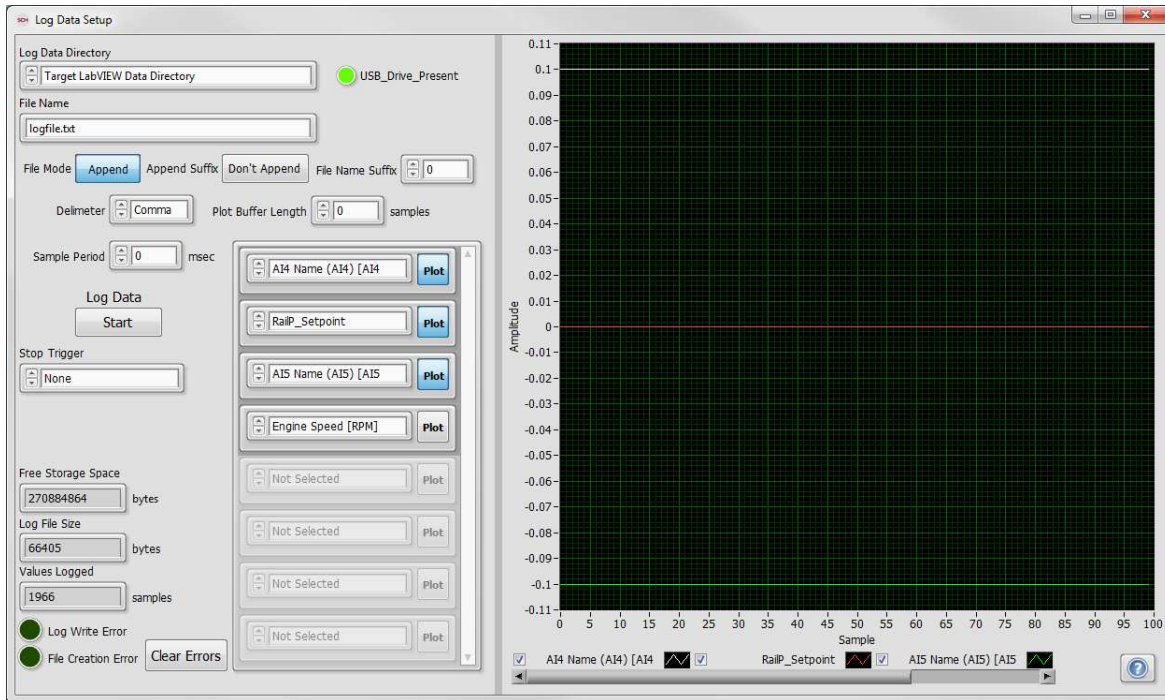 SCM Log Data Setup
Log Data Directory
Target LabVIEW Data Directory
USB_Drive_Present
File Name
logfile.txt
File Mode Append Append Suffix Don't Append File Name Suffix 0
Delimeter Comma Plot Buffer Length 0 samples
Sample Period 0 msec
Log Data
Start
Stop Trigger
None
AI4 Name (AI4) [AI4 Plot
RailP_Setpoint Plot
AI5 Name (AI5) [AI5 Plot
Engine Speed [RPM] Plot
Not Selected Plot
Not Selected Plot
Not Selected Plot
Not Selected Plot
Free Storage Space
270884864 bytes
Log File Size
66405 bytes
Values Logged
1966 samples
Log Write Error
File Creation Error Clear Errors
Amplitude
0.11
0.1
0.09
0.08
0.07
0.06
0.05
0.04
0.03
0.02
0.01
0
-0.01
-0.02
-0.03
-0.04
-0.05
-0.06
-0.07
-0.08
-0.09
-0.1
-0.11
0 5 10 15 20 25 30 35 40 45 50 55 60 65 70 75 80 85 90 95 100
Sample
AI4 Name (AI4) [AI4 RailP_Setpoint AI5 Name (AI5) [AI5
?